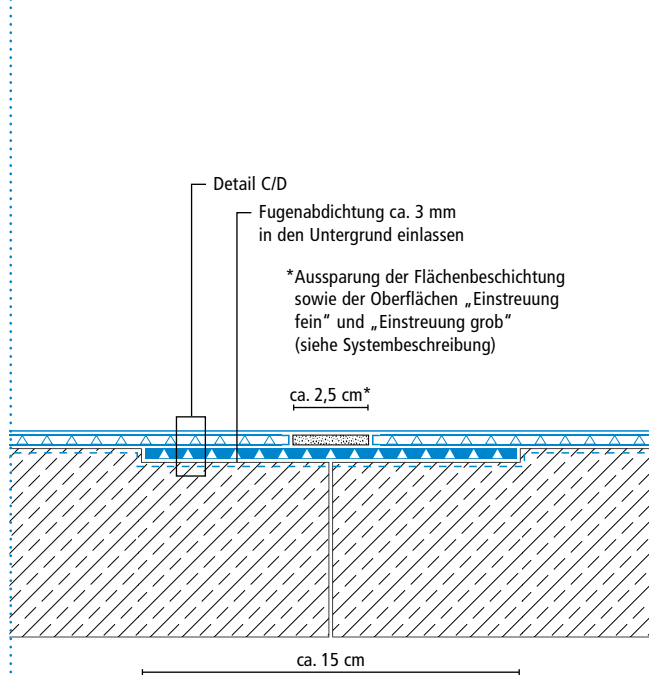 Detail C/D
Fugenabdichtung ca. 3 mm
in den Untergrund einlassen
*Aussparung der Flächenbeschichtung
sowie der Oberflächen „Einstreuung
fein“ und „Einstreuung grob“
(siehe Systembeschreibung)
ca. 2,5 cm*
ca. 15 cm